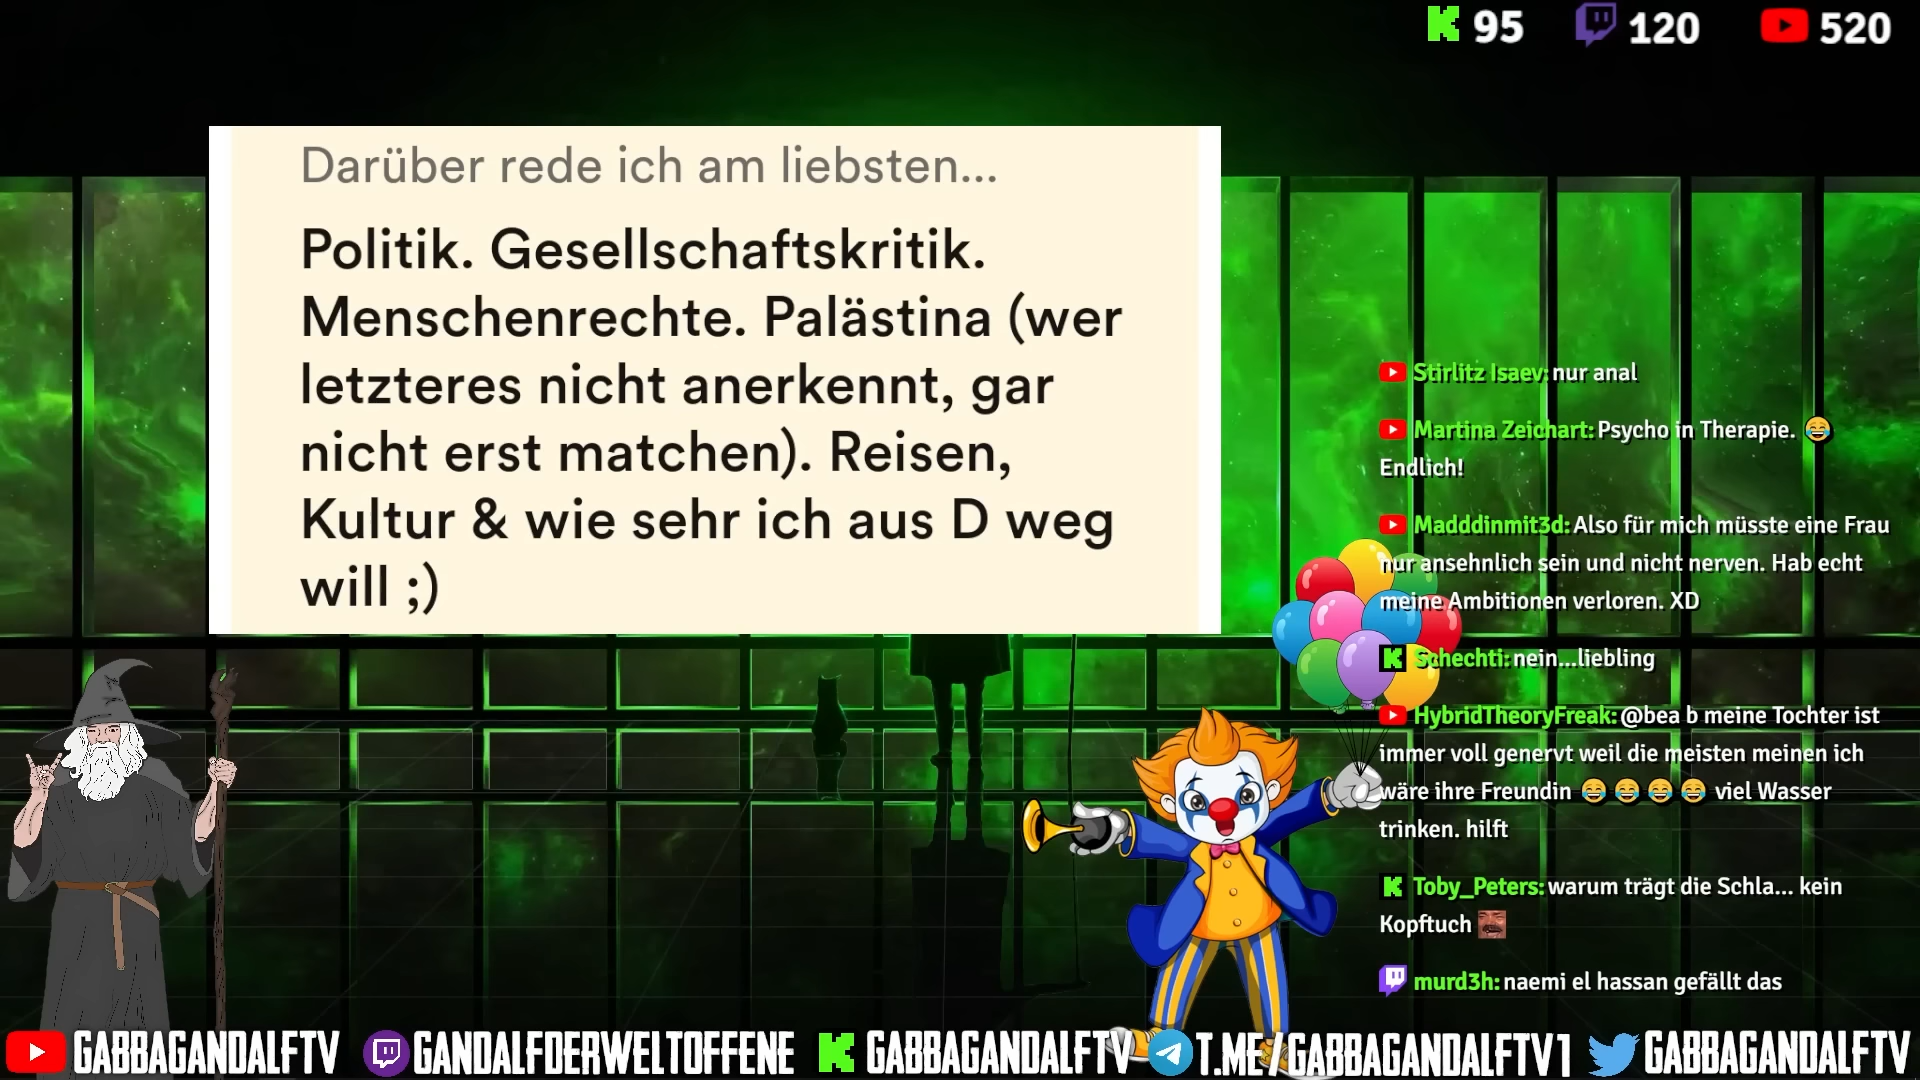 95 120 520
Darüber rede ich am liebsten...
Politik. Gesellschaftskritik.
Menschenrechte. Palästina (wer
letzteres nicht anerkennt, gar
nicht erst matchen). Reisen,
Kultur & wie sehr ich aus D weg
will ;)
Stirlitz Isaev: nur anal
Martina Zeichart: Psycho in Therapie. 😂
Endlich!
Madddinmit3d: Also für mich müsste eine Frau
nur ansehnlich sein und nicht nerven. Hab echt
meine Ambitionen verloren. XD
Schechti: nein...liebling
HybridTheoryFreak: @bea b meine Tochter ist
immer voll genervt weil die meisten meinen ich
wäre ihre Freundin 😂 😂 😂 😂 viel Wasser
trinken. hilft
Toby_Peters: warum trägt die Schla... kein
Kopftuch
murd3h: naemi el hassan gefällt das
GABBAGANDALFTV GANDALFDERWELTOFFENE GABBAGANDALFTV T.ME/GABBAGANDALFTV1 GABBAGANDALFTV